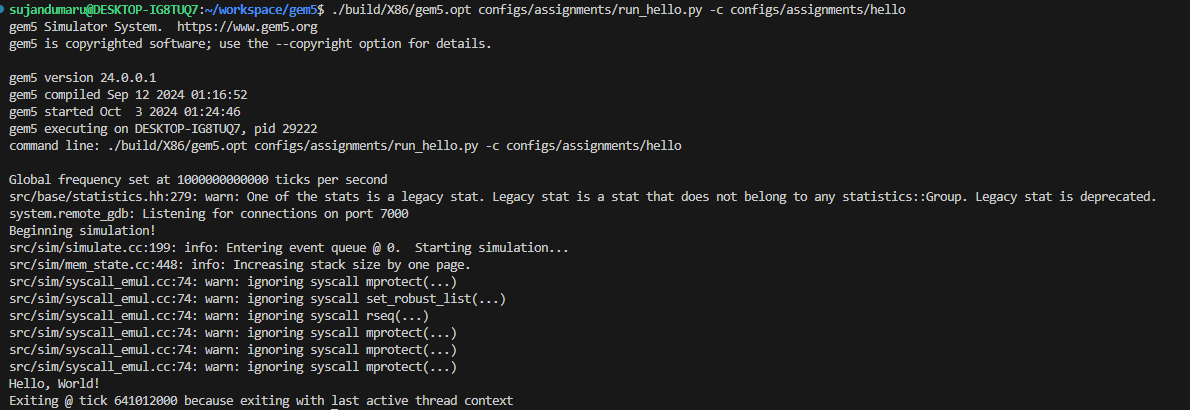 sujandumaru@DESKTOP-IG8TUQ7:~/workspace/gem5$ ./build/X86/gem5.opt configs/assignments/run_hello.py -c configs/assignments/hello
gem5 Simulator System.  https://www.gem5.org
gem5 is copyrighted software; use the --copyright option for details.

gem5 version 24.0.0.1
gem5 compiled Sep 12 2024 01:16:52
gem5 started Oct  3 2024 01:24:46
gem5 executing on DESKTOP-IG8TUQ7, pid 29222
command line: ./build/X86/gem5.opt configs/assignments/run_hello.py -c configs/assignments/hello

Global frequency set at 1000000000000 ticks per second
src/base/statistics.hh:279: warn: One of the stats is a legacy stat. Legacy stat is a stat that does not belong to any statistics::Group. Legacy stat is deprecated.
system.remote_gdb: Listening for connections on port 7000
Beginning simulation!
src/sim/simulate.cc:199: info: Entering event queue @ 0.  Starting simulation...
src/sim/mem_state.cc:448: info: Increasing stack size by one page.
src/sim/syscall_emul.cc:74: warn: ignoring syscall mprotect(...)
src/sim/syscall_emul.cc:74: warn: ignoring syscall set_robust_list(...)
src/sim/syscall_emul.cc:74: warn: ignoring syscall rseq(...)
src/sim/syscall_emul.cc:74: warn: ignoring syscall mprotect(...)
src/sim/syscall_emul.cc:74: warn: ignoring syscall mprotect(...)
src/sim/syscall_emul.cc:74: warn: ignoring syscall mprotect(...)
Hello, World!
Exiting @ tick 641012000 because exiting with last active thread context